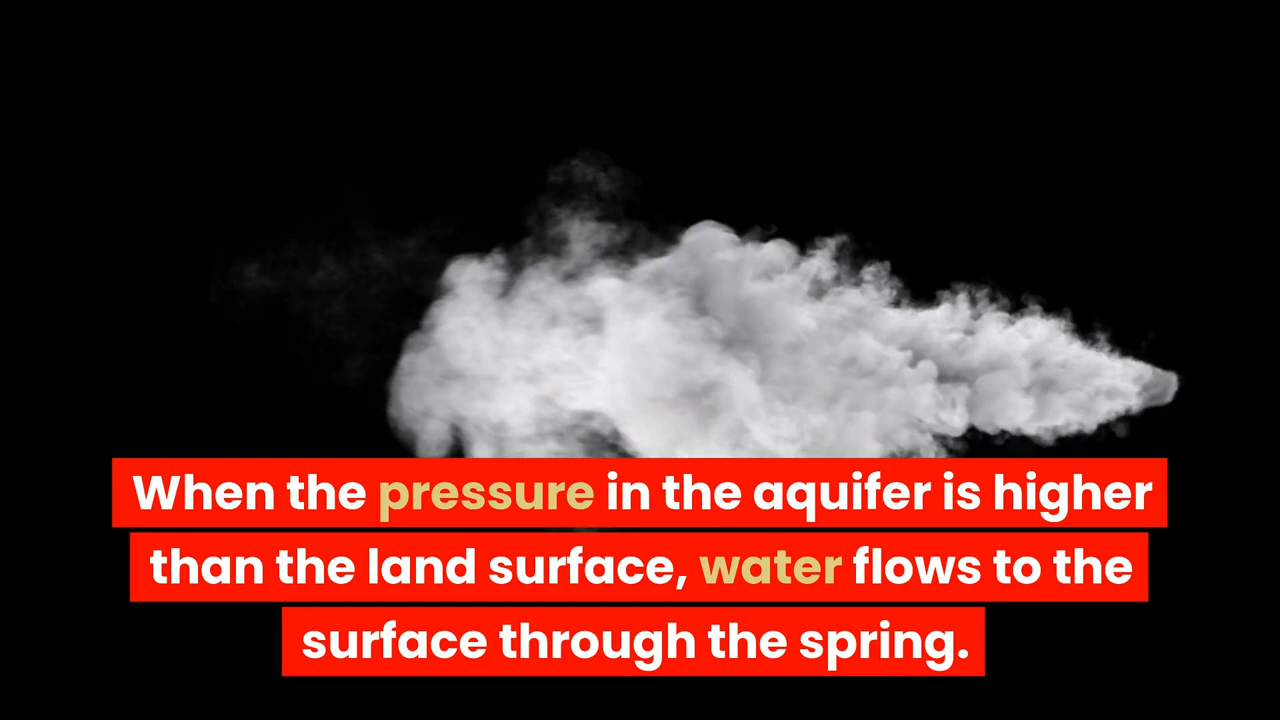 When the pressure in the aquifer is higher
than the land surface, water flows to the
surface through the spring.